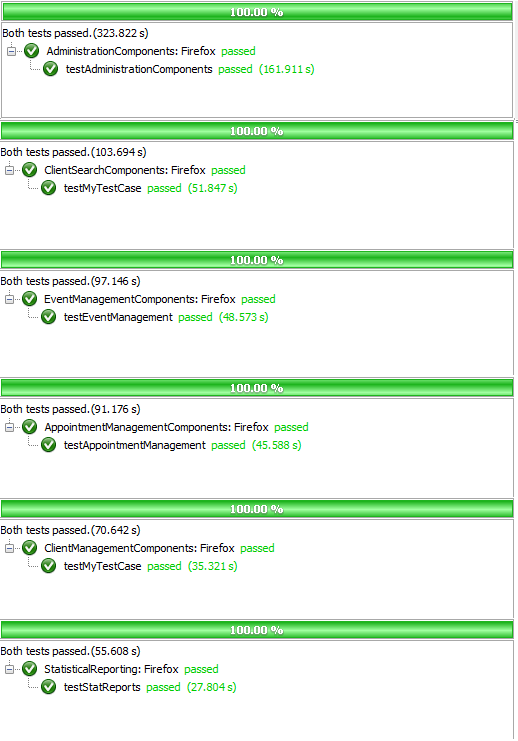 100.00 %
Both tests passed.(323.822 s)
AdministrationComponents: Firefox passed
testAdministrationComponents passed (161.911 s)
100.00 %
Both tests passed.(103.694 s)
ClientSearchComponents: Firefox passed
testMyTestCase passed (51.847 s)
100.00 %
Both tests passed.(97.146 s)
EventManagementComponents: Firefox passed
testEventManagement passed (48.573 s)
100.00 %
Both tests passed.(91.176 s)
AppointmentManagementComponents: Firefox passed
testAppointmentManagement passed (45.588 s)
100.00 %
Both tests passed.(70.642 s)
ClientManagementComponents: Firefox passed
testMyTestCase passed (35.321 s)
100.00 %
Both tests passed.(55.608 s)
StatisticalReporting: Firefox passed
testStatReports passed (27.804 s)